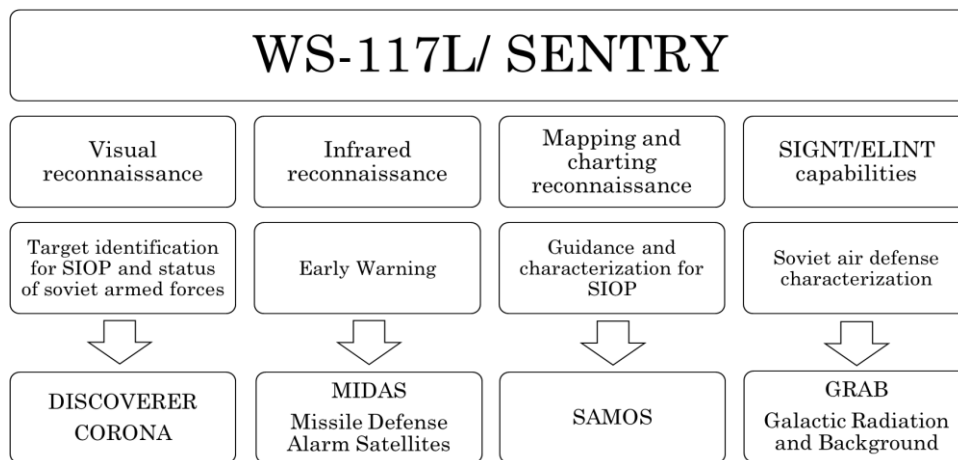 WS-117L/ SENTRY
Visual
reconnaissance
Infrared
reconnaissance
Mapping and
charting
reconnaissance
SIGNT/ELINT
capabilities
Target identification
for SIOP and status
of soviet armed forces
Early Warning
Guidance and
characterization for
SIOP
Soviet air defense
characterization
DISCOVERER
CORONA
MIDAS
Missile Defense
Alarm Satellites
SAMOS
GRAB
Galactic Radiation
and Background